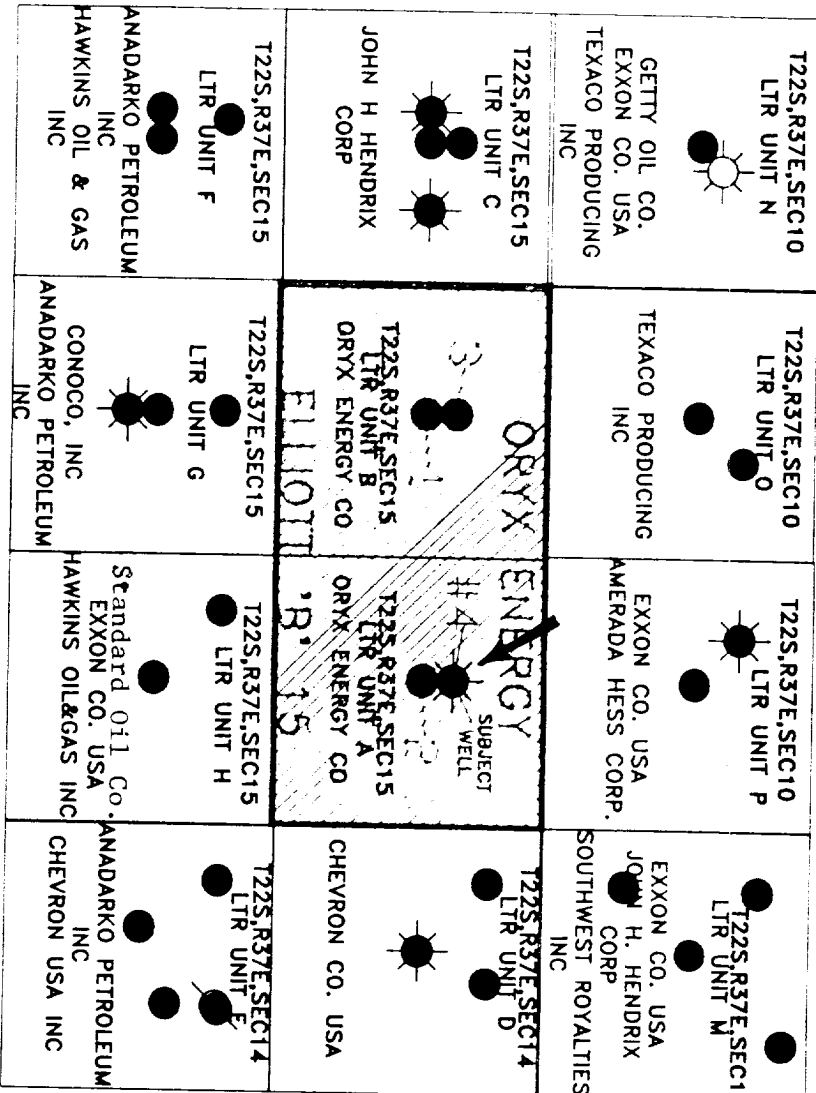 T22S,R37E,SEC10
LTR UNIT N
GETTY OIL CO.
EXXON CO. USA
TEXACO PRODUCING
INC
T22S,R37E,SEC10
LTR UNIT O
TEXACO PRODUCING
INC
T22S,R37E,SEC10
LTR UNIT P
EXXON CO. USA
AMERADA HESS CORP.
T22S,R37E,SEC1
LTR UNIT M
EXXON CO. USA
JOHN H. HENDRIX
CORP
SOUTHWEST ROYALTIES
INC
T22S,R37E,SEC15
LTR UNIT C
JOHN H HENDRIX
CORP
ORYX ENERGY
3
1
T22S,R37E,SEC15
LTR UNIT B
ORYX ENERGY CO
#4
SUBJECT
WELL
2
T22S,R37E,SEC15
LTR UNIT A
ORYX ENERGY CO
ELLIOTT 'B' 15
T22S,R37E,SEC14
LTR UNIT D
CHEVRON CO. USA
T22S,R37E,SEC15
LTR UNIT F
ANADARKO PETROLEUM
INC
HAWKINS OIL & GAS
INC
T22S,R37E,SEC15
LTR UNIT G
CONOCO, INC
ANADARKO PETROLEUM
INC
T22S,R37E,SEC15
LTR UNIT H
Standard Oil Co.
EXXON CO. USA
HAWKINS OIL&GAS INC
T22S,R37E,SEC14
LTR UNIT E
ANADARKO PETROLEUM
INC
CHEVRON USA INC